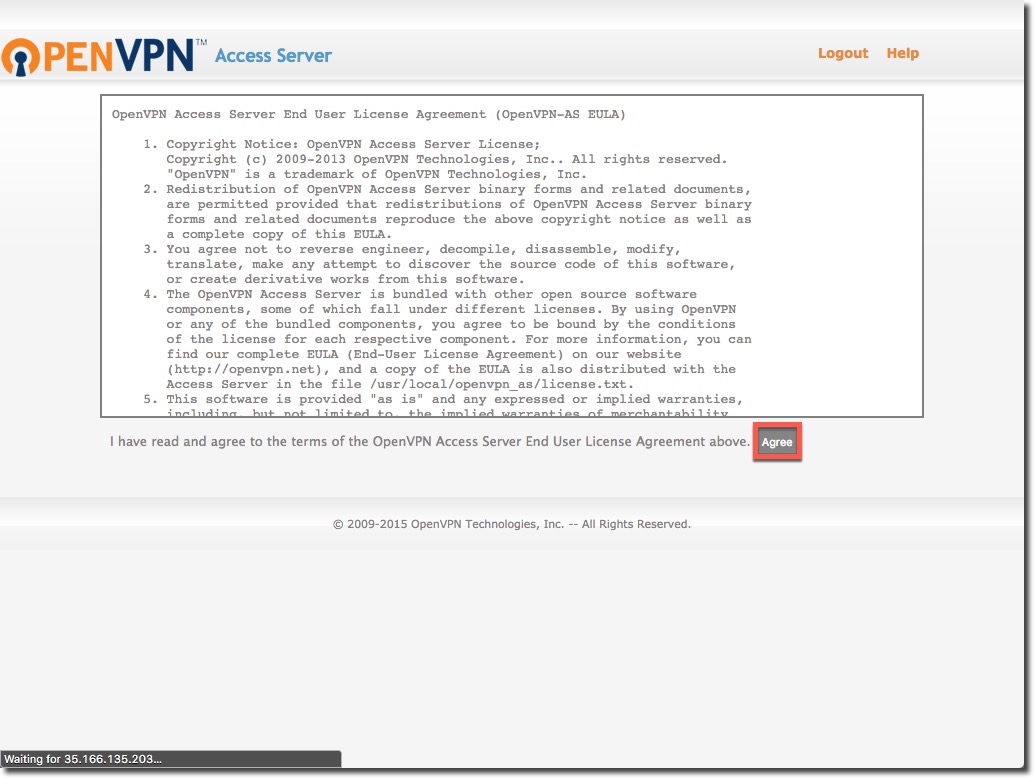 OPENVPN™ Access Server
Logout Help
OpenVPN Access Server End User License Agreement (OpenVPN-AS EULA)
1. Copyright Notice: OpenVPN Access Server License;
Copyright (c) 2009-2013 OpenVPN Technologies, Inc.. All rights reserved.
"OpenVPN" is a trademark of OpenVPN Technologies, Inc.
2. Redistribution of OpenVPN Access Server binary forms and related documents,
are permitted provided that redistributions of OpenVPN Access Server binary
forms and related documents reproduce the above copyright notice as well as
a complete copy of this EULA.
3. You agree not to reverse engineer, decompile, disassemble, modify,
translate, make any attempt to discover the source code of this software,
or create derivative works from this software.
4. The OpenVPN Access Server is bundled with other open source software
components, some of which fall under different licenses. By using OpenVPN
or any of the bundled components, you agree to be bound by the conditions
of the license for each respective component. For more information, you can
find our complete EULA (End-User License Agreement) on our website
(http://openvpn.net), and a copy of the EULA is also distributed with the
Access Server in the file /usr/local/openvpn_as/license.txt.
5. This software is provided "as is" and any expressed or implied warranties,
including, but not limited to, the implied warranties of merchantability
I have read and agree to the terms of the OpenVPN Access Server End User License Agreement above. Agree
© 2009-2015 OpenVPN Technologies, Inc. -- All Rights Reserved.
Waiting for 35.166.135.203...